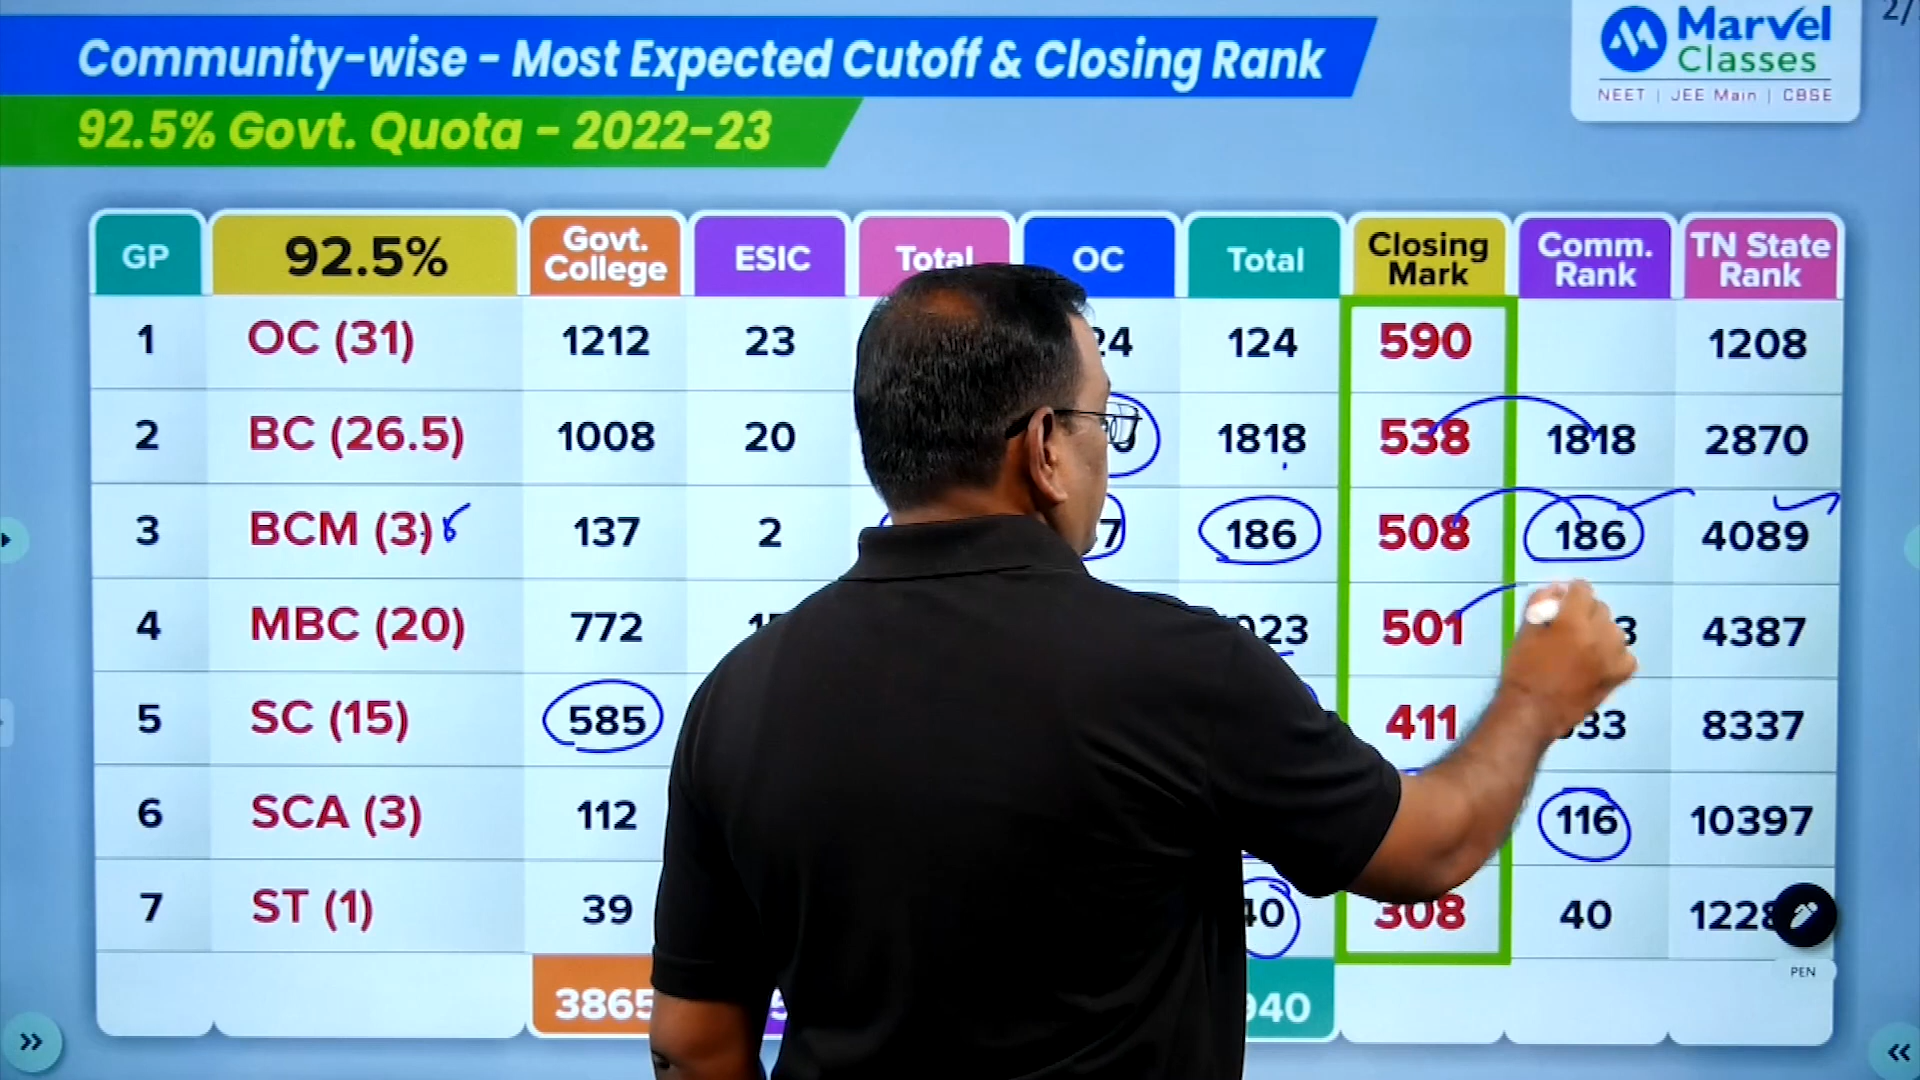 Community-wise - Most Expected Cutoff & Closing Rank
92.5% Govt. Quota - 2022-23
Marvel
Classes
NEET | JEE Main | CBSE
2/
GP 92.5% Govt. College ESIC Total OC Total Closing Mark Comm. Rank TN State Rank
1 OC (31) 1212 23 124 590 1208
2 BC (26.5) 1008 20 1818 538 1818 2870
3 BCM (3) 137 2 186 508 186 4089
4 MBC (20) 772 501 4387
5 SC (15) 585 411 8337
6 SCA (3) 112 116 10397
7 ST (1) 39 40 308 40
3865
PEN